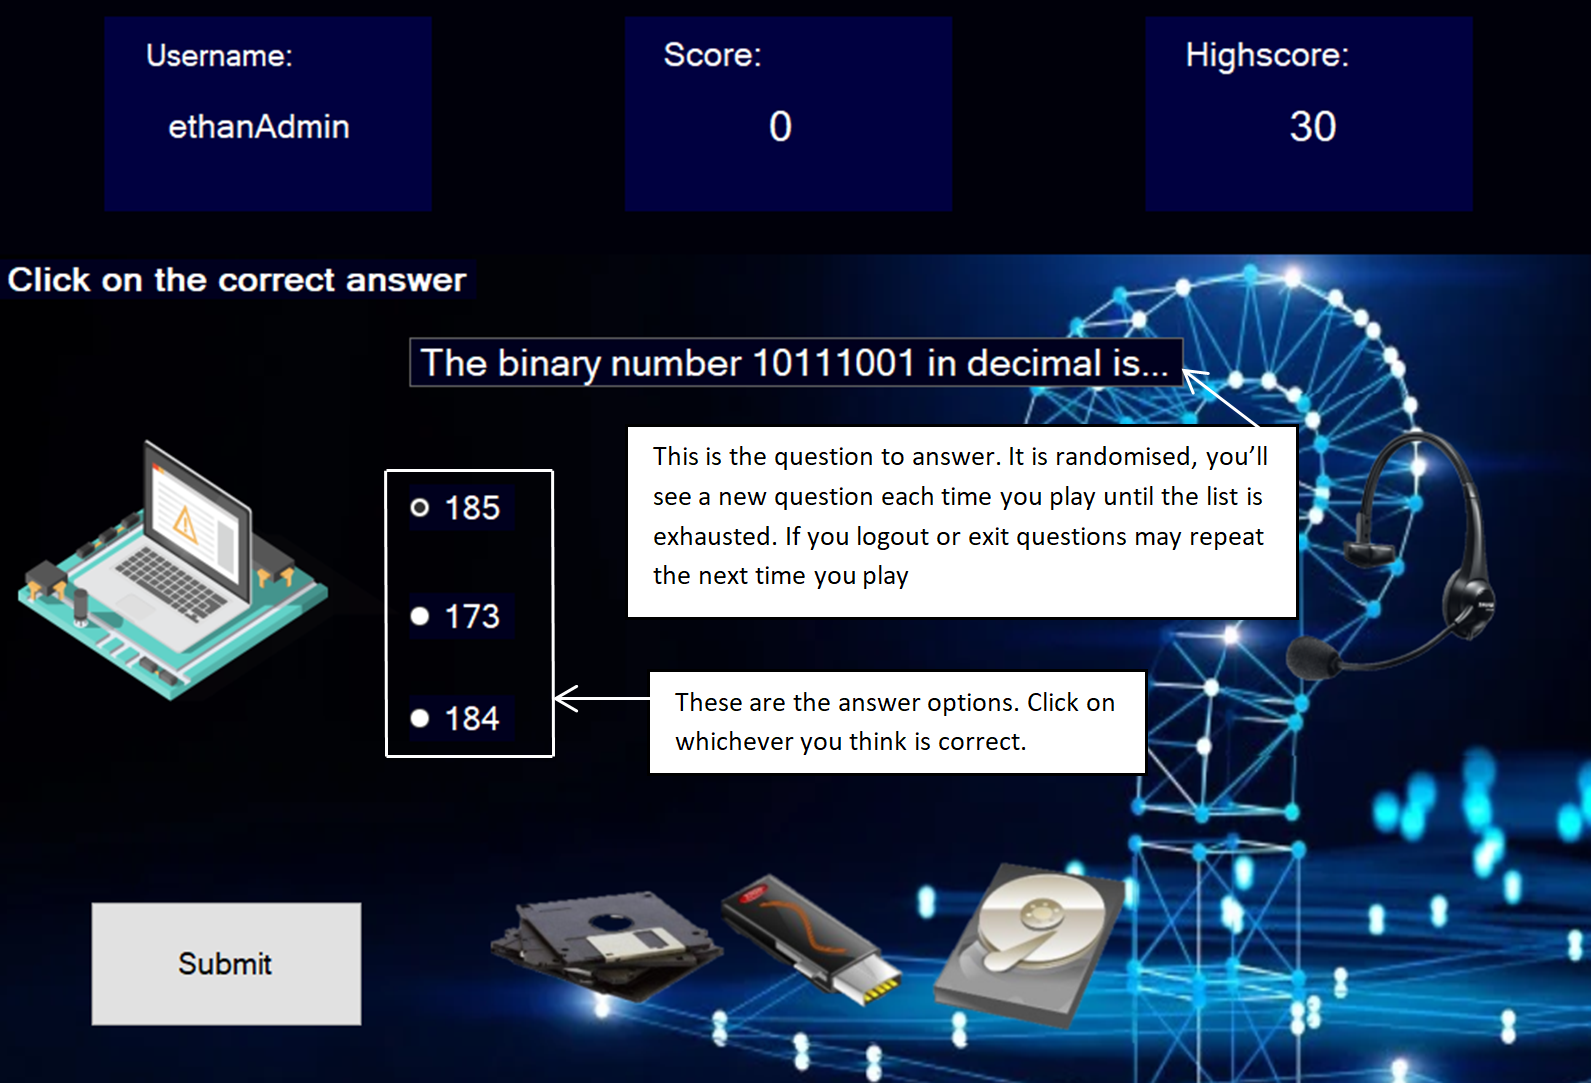 Username:
ethanAdmin
Score:
0
Highscore:
30
Click on the correct answer
The binary number 10111001 in decimal is...
This is the question to answer. It is randomised, you’ll
see a new question each time you play until the list is
exhausted. If you logout or exit questions may repeat
the next time you play
185
173
184
These are the answer options. Click on
whichever you think is correct.
Submit